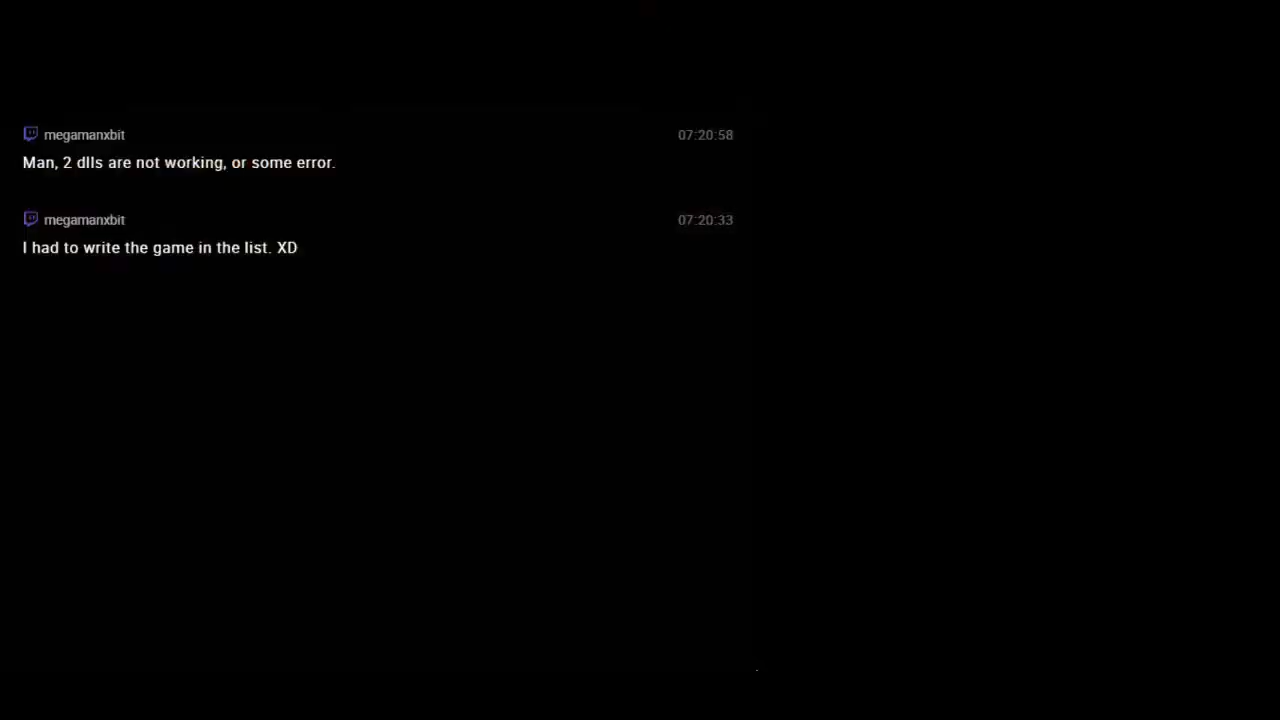 megamanxbit 07:20:58
Man, 2 dlls are not working, or some error.
megamanxbit 07:20:33
I had to write the game in the list. XD